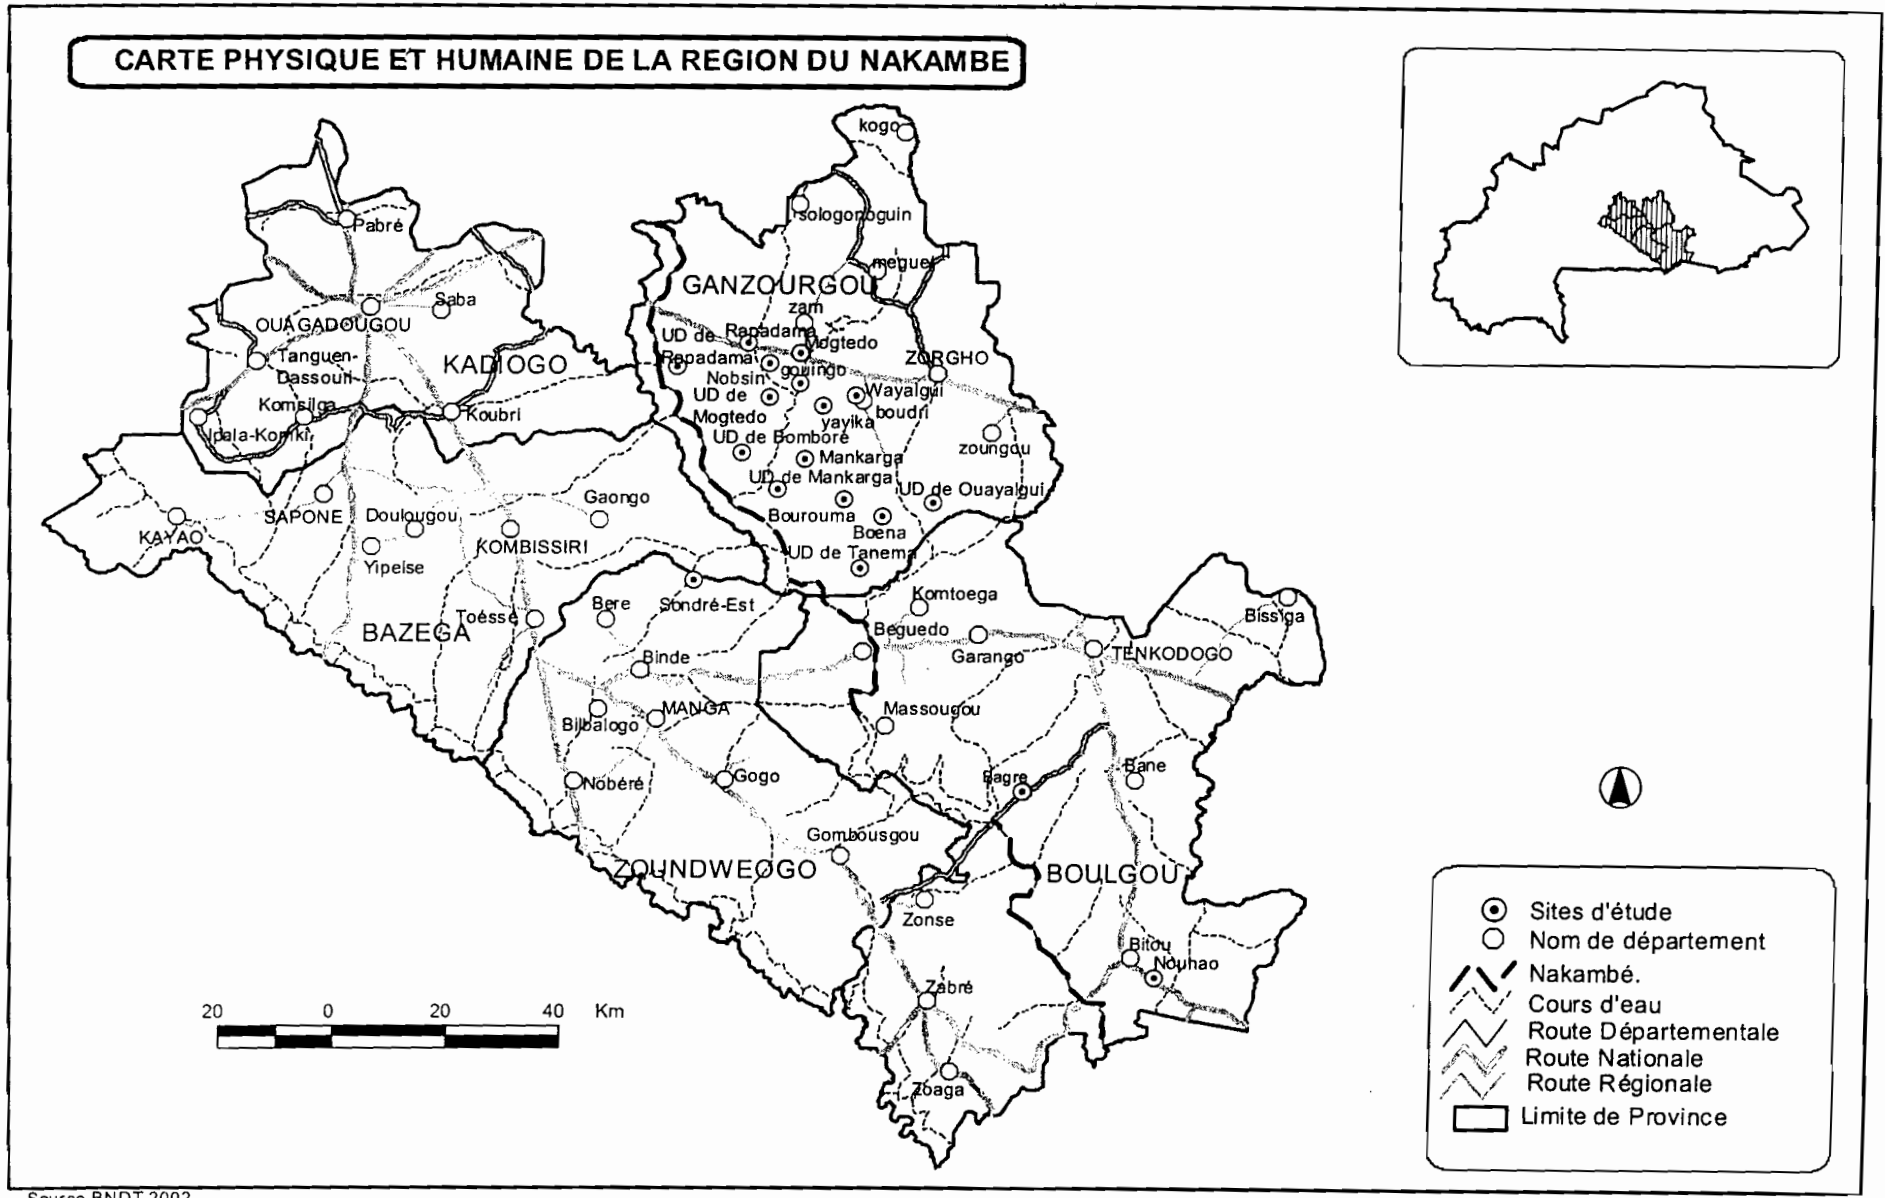 CARTE PHYSIQUE ET HUMAINE DE LA REGION DU NAKAMBE
kogo
sologonoguin
Pabré
meguet
GANZOURGOU
Saba
zam
OUAGADOUGOU
UD de
Rapadama
Rapadama
Mogtedo
ZORGHO
Tanguen-
Dassouri
KADIOGO
gouingo
Nobsin
Wayalgui
UD de
Mogtedo
boudri
Komsilga
Koubri
yayika
Ipala-Komki
UD de Bomboré
zoungou
Mankarga
UD de Mankarga
UD de Ouayalgui
Gaongo
SAPONE
Doulougou
Bourouma
KAYAO
KOMBISSIRI
Boena
UD de Tanema
Yipelse
Komtoega
Bere
Sondré-Est
Bissiga
Toéssé
BAZEGA
Beguedo
Garango
TENKODOGO
Binde
MANGA
Massougou
Bilbalogo
Bane
Bagre
Nobéré
Gogo
Gombousgou
ZOUNDWEOGO
BOULGOU
Zonse
Bitou
Nouhao
Zabré
Zoaga
20 0 20 40 Km
Sites d'étude
Nom de département
Nakambé.
Cours d'eau
Route Départementale
Route Nationale
Route Régionale
Limite de Province
Source BNDT 2002